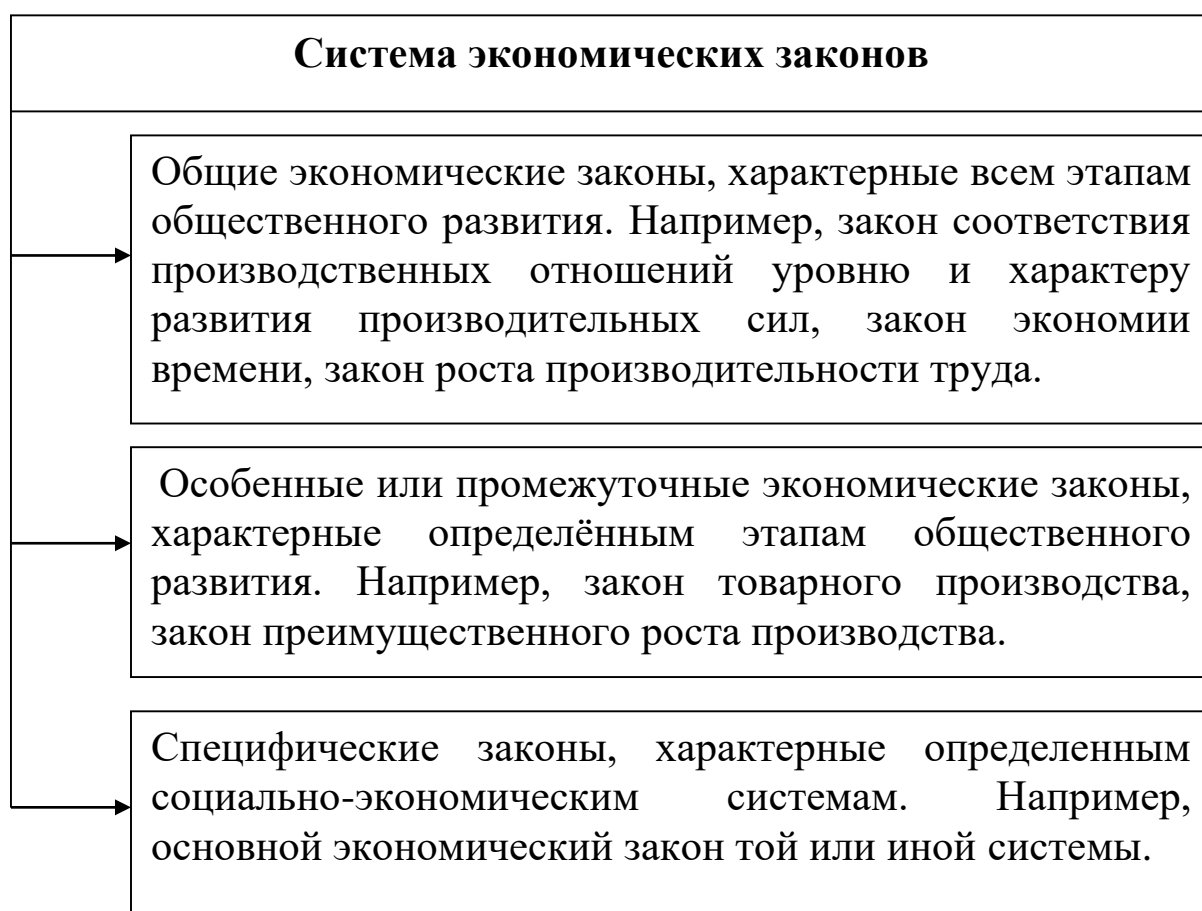 Система экономических законов
Общие экономические законы, характерные всем этапам
общественного развития. Например, закон соответствия
производственных отношений уровню и характеру
развития производительных сил, закон экономии
времени, закон роста производительности труда.
Особенные или промежуточные экономические законы,
характерные определённым этапам общественного
развития. Например, закон товарного производства,
закон преимущественного роста производства.
Специфические законы, характерные определенным
социально-экономическим системам. Например,
основной экономический закон той или иной системы.